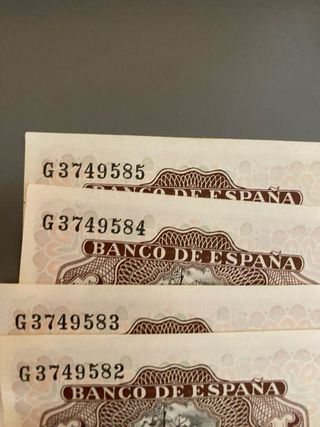 G3749585
BANCO DE ESPAÑA
G3749584
BANCO DE ESPAÑA
G3749583
G3749582
BANCO DE ESPAÑA